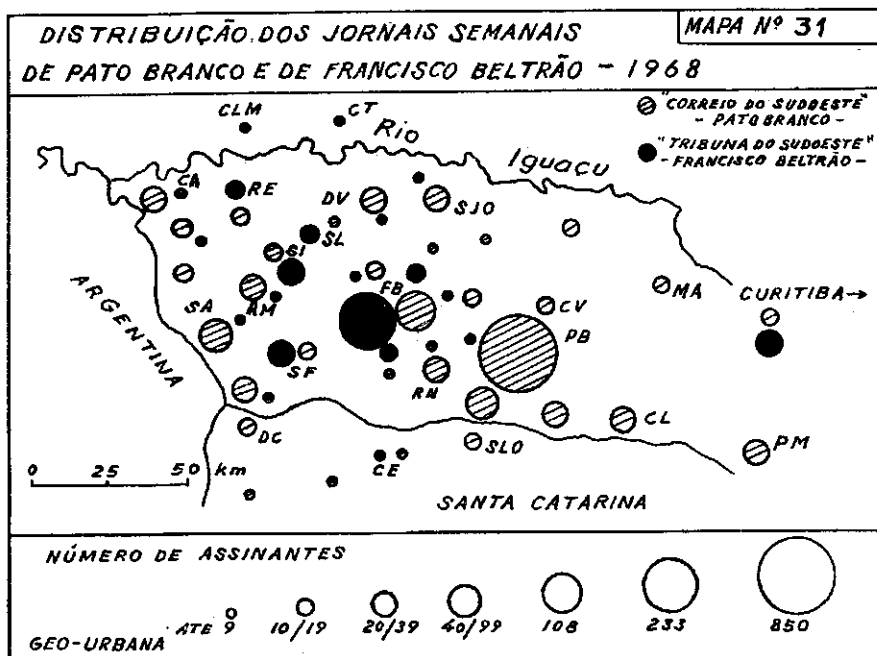 DISTRIBUIÇÃO DOS JORNAIS SEMANAIS
DE PATO BRANCO E DE FRANCISCO BELTRÃO - 1968
MAPA Nº 31
"CORREIO DO SUDOESTE"
- PATO BRANCO -
"TRIBUNA DO SUDOESTE"
- FRANCISCO BELTRÃO -
CLM
CT
Rio
Iguaçu
CA
RE
DV
SJO
SL
SI
ARGENTINA
SA
RM
FB
CV
MA
CURITIBA→
PB
SF
RN
DC
SLO
CL
PM
CE
0 25 50 km
SANTA CATARINA
NÚMERO DE ASSINANTES
ATE 9 10/19 20/39 40/99 108 233 850
GEO-URBANA